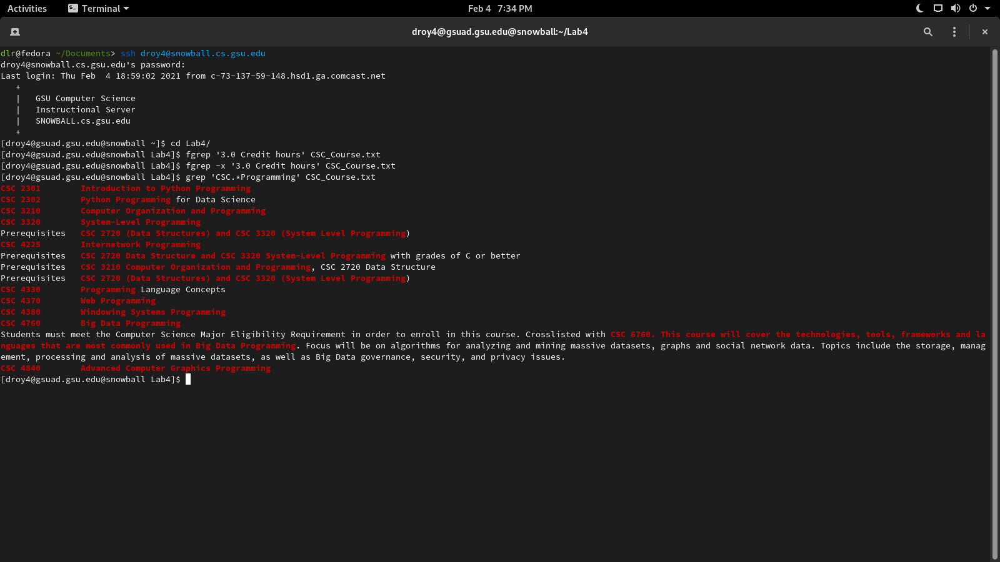 Activities Terminal Feb 4 7:34 PM
droy4@gsuad.gsu.edu@snowball:~/Lab4
dlr@fedora ~/Documents> ssh droy4@snowball.cs.gsu.edu
droy4@snowball.cs.gsu.edu's password:
Last login: Thu Feb  4 18:59:02 2021 from c-73-137-59-148.hsd1.ga.comcast.net
   +
   |   GSU Computer Science
   |   Instructional Server
   |   SNOWBALL.cs.gsu.edu
   +
[droy4@gsuad.gsu.edu@snowball ~]$ cd Lab4/
[droy4@gsuad.gsu.edu@snowball Lab4]$ fgrep '3.0 Credit hours' CSC_Course.txt
[droy4@gsuad.gsu.edu@snowball Lab4]$ fgrep -x '3.0 Credit hours' CSC_Course.txt
[droy4@gsuad.gsu.edu@snowball Lab4]$ grep 'CSC.*Programming' CSC_Course.txt
CSC 2301        Introduction to Python Programming
CSC 2302        Python Programming for Data Science
CSC 3210        Computer Organization and Programming
CSC 3320        System-Level Programming
Prerequisites   CSC 2720 (Data Structures) and CSC 3320 (System Level Programming)
CSC 4225        Internetwork Programming
Prerequisites   CSC 2720 Data Structure and CSC 3320 System-Level Programming with grades of C or better
Prerequisites   CSC 3210 Computer Organization and Programming, CSC 2720 Data Structure
Prerequisites   CSC 2720 (Data Structures) and CSC 3320 (System Level Programming)
CSC 4330        Programming Language Concepts
CSC 4370        Web Programming
CSC 4380        Windowing Systems Programming
CSC 4760        Big Data Programming
Students must meet the Computer Science Major Eligibility Requirement in order to enroll in this course. Crosslisted with CSC 6760. This course will cover the technologies, tools, frameworks and la
nguages that are most commonly used in Big Data Programming. Focus will be on algorithms for analyzing and mining massive datasets, graphs and social network data. Topics include the storage, manag
ement, processing and analysis of massive datasets, as well as Big Data governance, security, and privacy issues.
CSC 4840        Advanced Computer Graphics Programming
[droy4@gsuad.gsu.edu@snowball Lab4]$